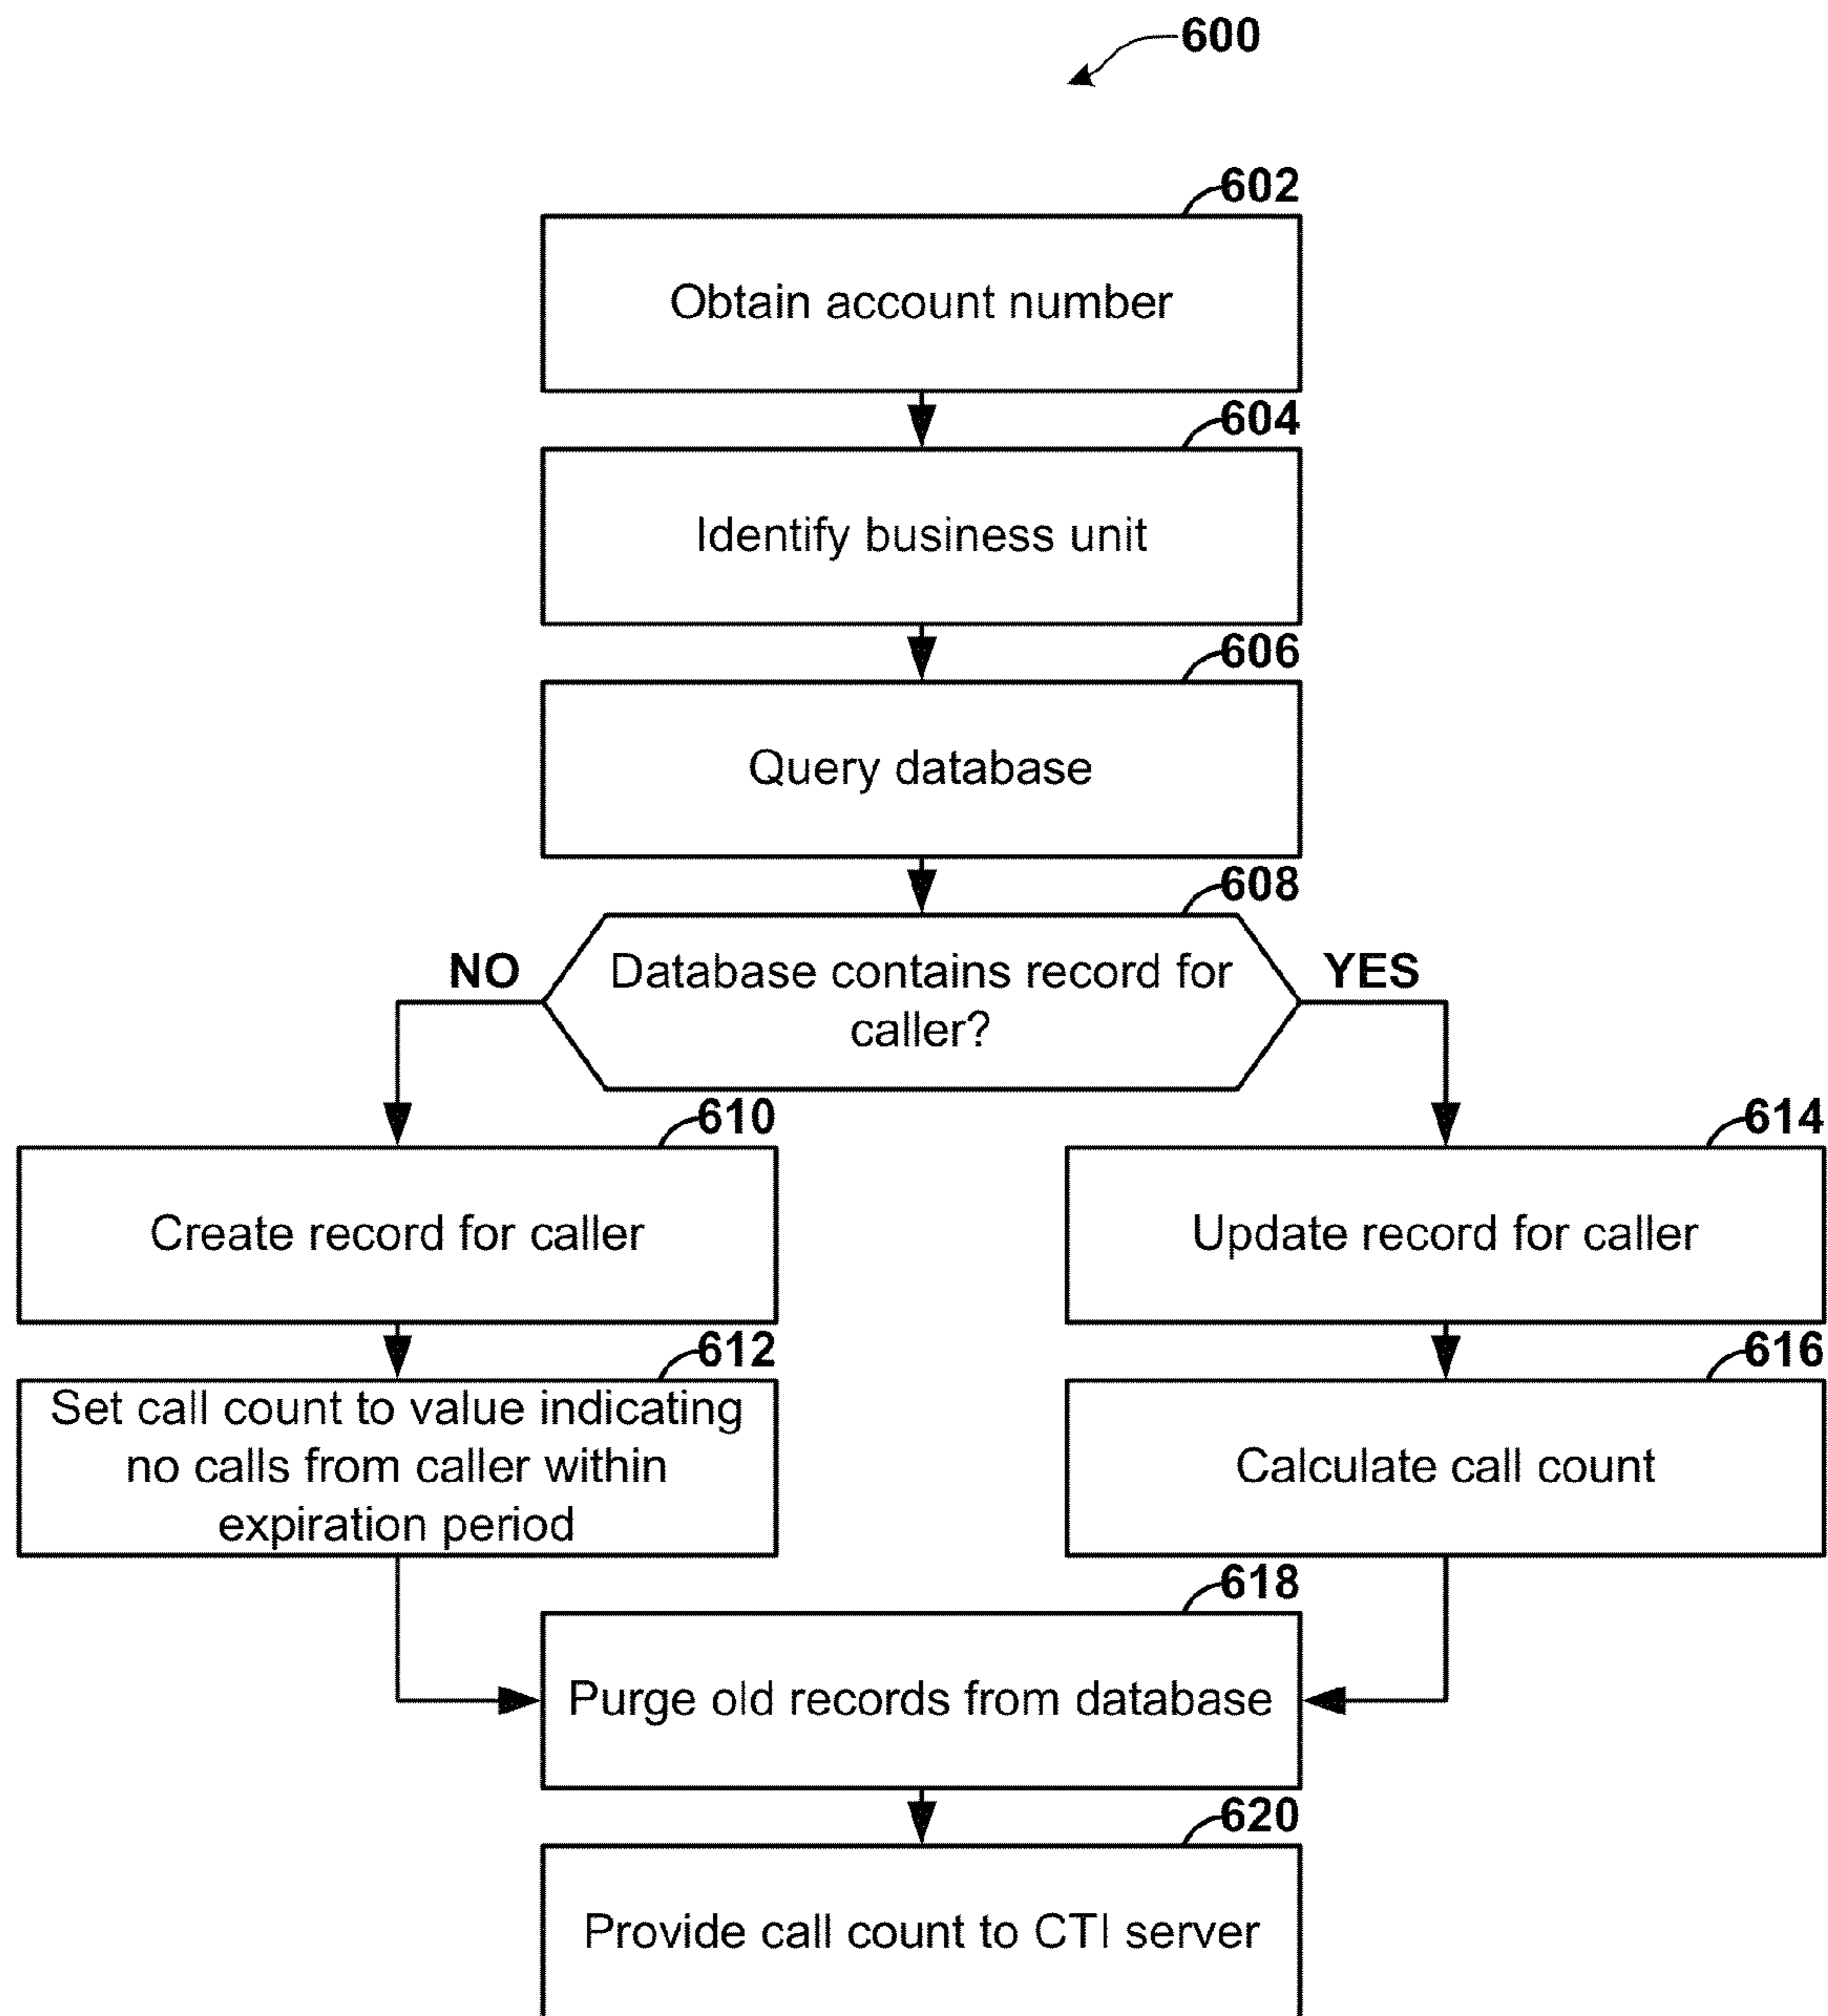 600
602
Obtain account number
604
Identify business unit
606
Query database
608
NO
Database contains record for
caller?
YES
610
Create record for caller
614
Update record for caller
612
Set call count to value indicating
no calls from caller within
expiration period
616
Calculate call count
618
Purge old records from database
620
Provide call count to CTI server